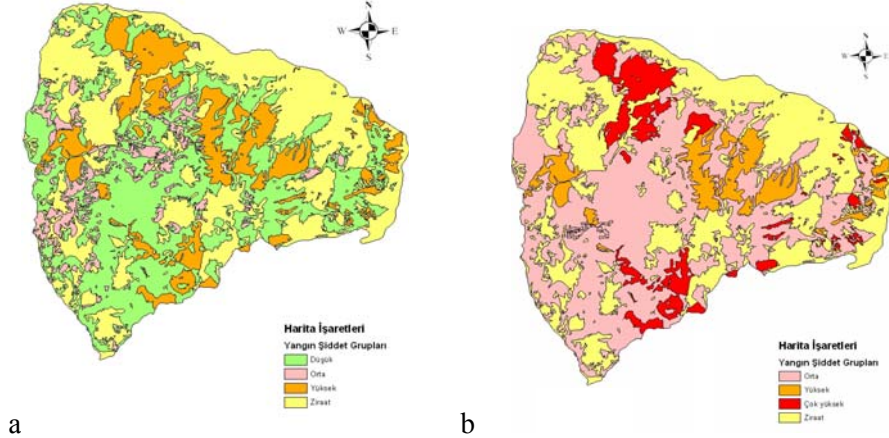 N
W E
S
Harita İşaretleri
Yangın Şiddet Grupları
Düşük
Orta
Yüksek
Ziraat
a
N
W E
S
Harita İşaretleri
Yangın Şiddet Grupları
Orta
Yüksek
Çok yüksek
Ziraat
b